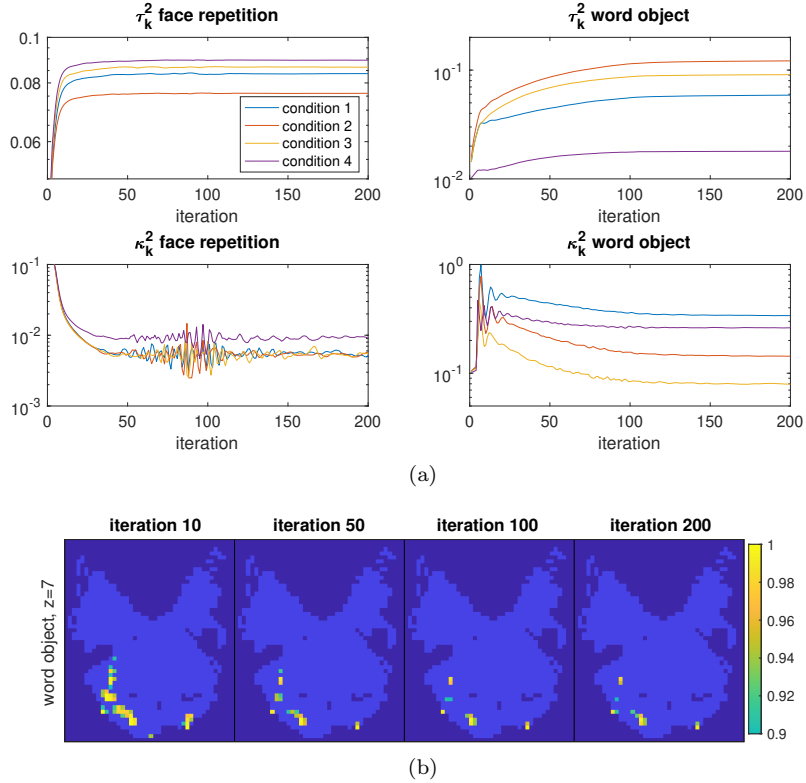 τ²ₖ face repetition
0.1
0.08
0.06
condition 1
condition 2
condition 3
condition 4
0 50 100 150 200
iteration
τ²ₖ word object
10⁻¹
10⁻²
0 50 100 150 200
iteration
κ²ₖ face repetition
10⁻¹
10⁻²
10⁻³
0 50 100 150 200
iteration
κ²ₖ word object
10⁰
10⁻¹
0 50 100 150 200
iteration
(a)
iteration 10 iteration 50 iteration 100 iteration 200
word object, z=7
1
0.98
0.96
0.94
0.92
0.9
(b)